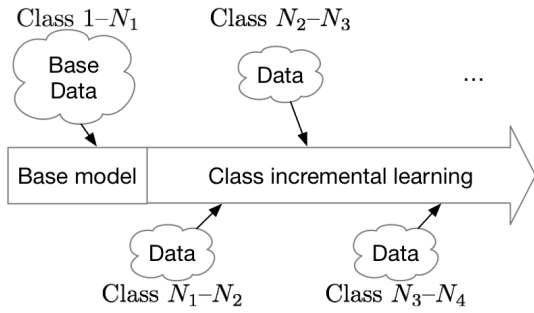 Class 1–N₁
Base
Data
Class N₂–N₃
Data
...
Base model
Class incremental learning
Data
Class N₁–N₂
Data
Class N₃–N₄